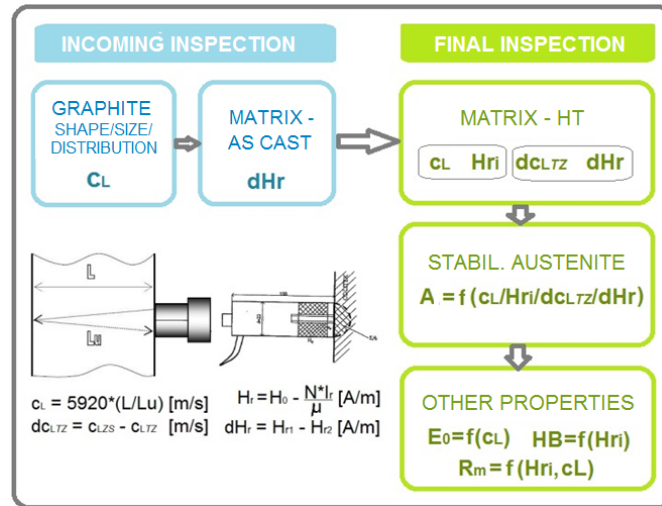 INCOMING INSPECTION
FINAL INSPECTION
GRAPHITE
SHAPE/SIZE/
DISTRIBUTION
CL
MATRIX -
AS CAST
dHr
MATRIX - HT
cL Hri dcLTZ dHr
STABIL. AUSTENITE
A = f (cL/Hri/dcLTZ/dHr)
OTHER PROPERTIES
E0=f(cL) HB=f(Hri)
Rm=f(Hri,cL)
L
Lu
cL = 5920*(L/Lu) [m/s]
dcLTZ = cLZS - cLTZ [m/s]
Hr = H0 - N*Ir/μ [A/m]
dHr = Hr1 - Hr2 [A/m]